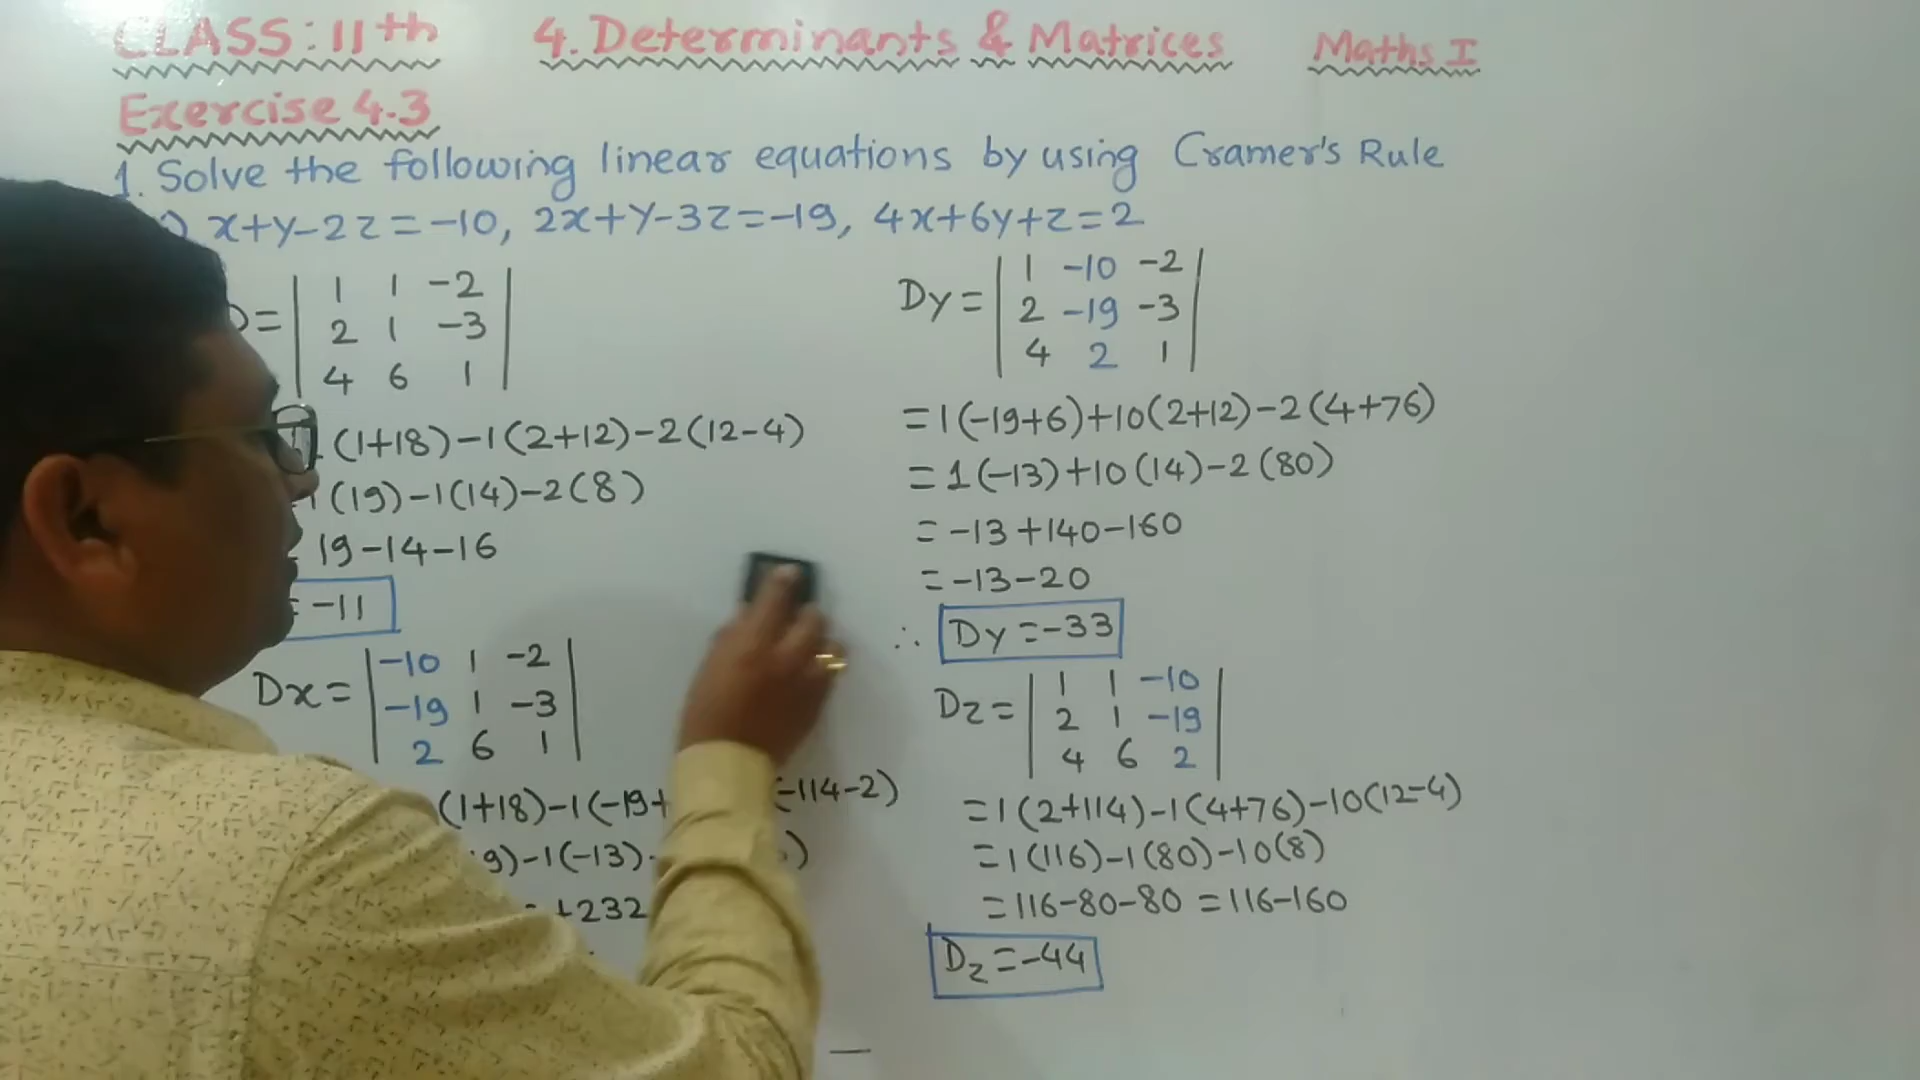 CLASS: 11th 4. Determinants & Matrices Maths I
Exercise 4.3
1. Solve the following linear equations by using Cramer's Rule
) x+y-2z=-10, 2x+y-3z=-19, 4x+6y+z=2
D= | 1 1 -2 |
2 1 -3
4 6 1
(1+18)-1(2+12)-2(12-4)
1(19)-1(14)-2(8)
19-14-16
= -11
Dx = | -10 1 -2 |
-19 1 -3
2 6 1
(1+18)-1(-19+ (-114-2)
9)-1(-13)- )
+232
Dy = | 1 -10 -2 |
2 -19 -3
4 2 1
=1(-19+6)+10(2+12)-2(4+76)
=1(-13)+10(14)-2(80)
= -13+140-160
= -13-20
∴ Dy = -33
Dz = | 1 1 -10 |
2 1 -19
4 6 2
=1(2+114)-1(4+76)-10(12-4)
=1(116)-1(80)-10(8)
=116-80-80 =116-160
Dz = -44